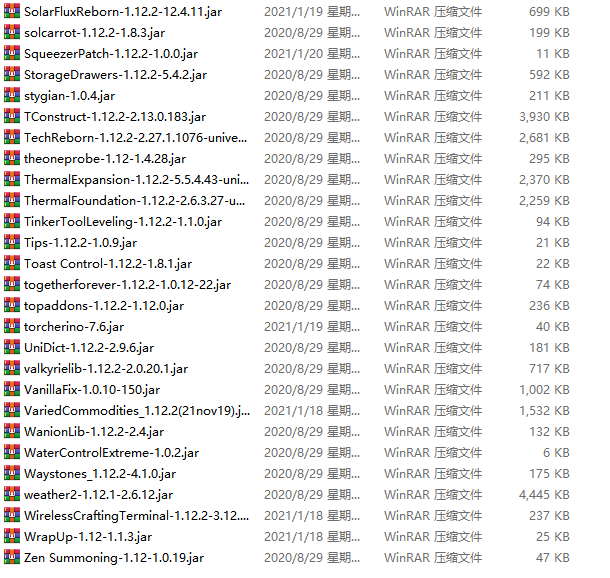 SolarFluxReborn-1.12.2-12.4.11.jar 2021/1/19 星期... WinRAR 压缩文件 699 KB
solcarrot-1.12.2-1.8.3.jar 2020/8/29 星期... WinRAR 压缩文件 199 KB
SqueezerPatch-1.12.2-1.0.0.jar 2021/1/20 星期... WinRAR 压缩文件 11 KB
StorageDrawers-1.12.2-5.4.2.jar 2020/8/29 星期... WinRAR 压缩文件 592 KB
stygian-1.0.4.jar 2020/8/29 星期... WinRAR 压缩文件 211 KB
TConstruct-1.12.2-2.13.0.183.jar 2020/8/29 星期... WinRAR 压缩文件 3,930 KB
TechReborn-1.12.2-2.27.1.1076-unive... 2020/8/29 星期... WinRAR 压缩文件 2,681 KB
theoneprobe-1.12-1.4.28.jar 2020/8/29 星期... WinRAR 压缩文件 295 KB
ThermalExpansion-1.12.2-5.5.4.43-uni... 2020/8/29 星期... WinRAR 压缩文件 2,370 KB
ThermalFoundation-1.12.2-2.6.3.27-u... 2020/8/29 星期... WinRAR 压缩文件 2,259 KB
TinkerToolLeveling-1.12.2-1.1.0.jar 2020/8/29 星期... WinRAR 压缩文件 94 KB
Tips-1.12.2-1.0.9.jar 2020/8/29 星期... WinRAR 压缩文件 21 KB
Toast Control-1.12.2-1.8.1.jar 2020/8/29 星期... WinRAR 压缩文件 22 KB
togetherforever-1.12.2-1.0.12-22.jar 2020/8/29 星期... WinRAR 压缩文件 74 KB
topaddons-1.12.2-1.12.0.jar 2020/8/29 星期... WinRAR 压缩文件 236 KB
torcherino-7.6.jar 2021/1/19 星期... WinRAR 压缩文件 40 KB
UniDict-1.12.2-2.9.6.jar 2020/8/29 星期... WinRAR 压缩文件 181 KB
valkyrielib-1.12.2-2.0.20.1.jar 2020/8/29 星期... WinRAR 压缩文件 717 KB
VanillaFix-1.0.10-150.jar 2020/8/29 星期... WinRAR 压缩文件 1,002 KB
VariedCommodities_1.12.2(21nov19).j... 2021/1/18 星期... WinRAR 压缩文件 1,532 KB
WanionLib-1.12.2-2.4.jar 2020/8/29 星期... WinRAR 压缩文件 132 KB
WaterControlExtreme-1.0.2.jar 2020/8/29 星期... WinRAR 压缩文件 6 KB
Waystones_1.12.2-4.1.0.jar 2020/8/29 星期... WinRAR 压缩文件 175 KB
weather2-1.12.1-2.6.12.jar 2020/8/29 星期... WinRAR 压缩文件 4,445 KB
WirelessCraftingTerminal-1.12.2-3.12.... 2021/1/18 星期... WinRAR 压缩文件 237 KB
WrapUp-1.12-1.1.3.jar 2021/1/18 星期... WinRAR 压缩文件 25 KB
Zen Summoning-1.12-1.0.19.jar 2020/8/29 星期... WinRAR 压缩文件 47 KB